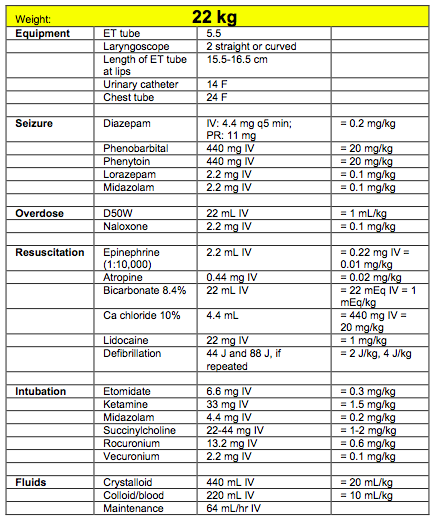 Weight: 22 kg
Equipment ET tube 5.5
Laryngoscope 2 straight or curved
Length of ET tube at lips 15.5-16.5 cm
Urinary catheter 14 F
Chest tube 24 F
Seizure Diazepam IV: 4.4 mg q5 min; PR: 11 mg = 0.2 mg/kg
Phenobarbital 440 mg IV = 20 mg/kg
Phenytoin 440 mg IV = 20 mg/kg
Lorazepam 2.2 mg IV = 0.1 mg/kg
Midazolam 2.2 mg IV = 0.1 mg/kg
Overdose D50W 22 mL IV = 1 mL/kg
Naloxone 2.2 mg IV = 0.1 mg/kg
Resuscitation Epinephrine (1:10,000) 2.2 mL IV = 0.22 mg IV = 0.01 mg/kg
Atropine 0.44 mg IV = 0.02 mg/kg
Bicarbonate 8.4% 22 mL IV = 22 mEq IV = 1 mEq/kg
Ca chloride 10% 4.4 mL = 440 mg IV = 20 mg/kg
Lidocaine 22 mg IV = 1 mg/kg
Defibrillation 44 J and 88 J, if repeated = 2 J/kg, 4 J/kg
Intubation Etomidate 6.6 mg IV = 0.3 mg/kg
Ketamine 33 mg IV = 1.5 mg/kg
Midazolam 4.4 mg IV = 0.2 mg/kg
Succinylcholine 22-44 mg IV = 1-2 mg/kg
Rocuronium 13.2 mg IV = 0.6 mg/kg
Vecuronium 2.2 mg IV = 0.1 mg/kg
Fluids Crystalloid 440 mL IV = 20 mL/kg
Colloid/blood 220 mL IV = 10 mL/kg
Maintenance 64 mL/hr IV